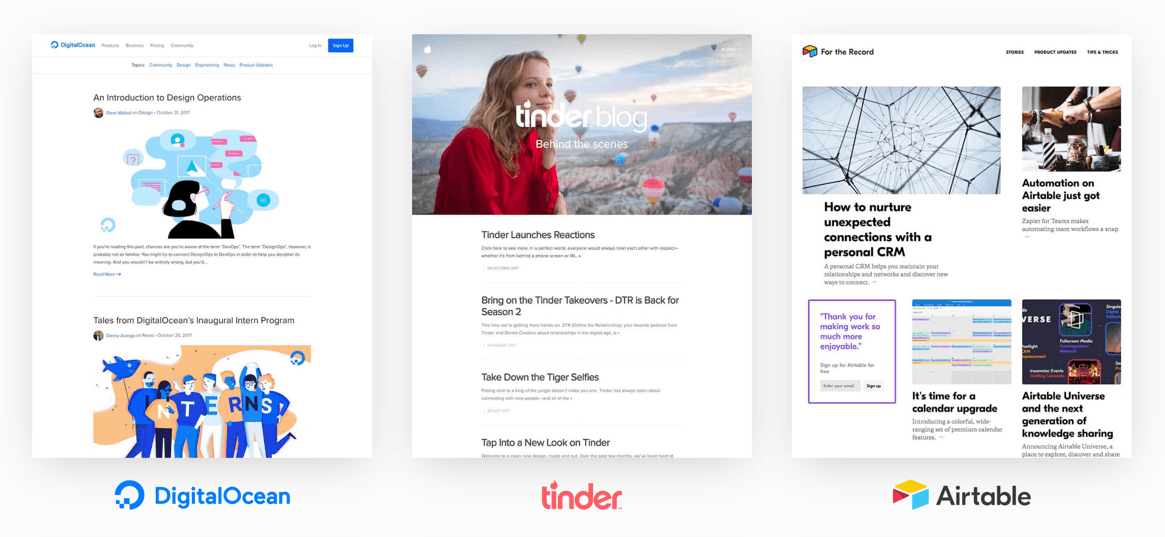 DigitalOcean Products Business Pricing Community Log In Sign Up
Topics: Community Design Engineering News Product Updates
An Introduction to Design Operations
on Design • October 31, 2017
?
HI
If you're reading this past, chances are you're aware of the term "DevOps". The term "DesignOps", however, is
probably not as familiar. You might try to connect DesignOps to DevOps in order to help you decipher its
meaning. And you wouldn't be entirely wrong, but you'd...
Read More →
Tales from DigitalOcean's Inaugural Intern Program
on News • October 25, 2017
INTERNS
DigitalOcean
tinder blog
Behind the scenes
Tinder Launches Reactions
Click here to see more. In a perfect world, everyone would always treat each other with respect—
whether it's from behind a phone screen or IRL.
Bring on the Tinder Takeovers - DTR is Back for
Season 2
This time we're getting more hands on. DTR (Define the Relationship), your favorite podcast from
Tinder and Gimlet Creative about relationships in the digital age, is
Take Down the Tiger Selfies
Posing next to a king of the jungle doesn't make you one. Tinder has always been about
connecting with new people—and all of the
Tap Into a New Look on Tinder
Welcome to a clean new design, inside and out. Over the past few months, we've been hard at
tinder
For the Record STORIES PRODUCT UPDATES TIPS & TRICKS
How to nurture
unexpected
connections with a
personal CRM
A personal CRM helps you maintain your
relationships and networks and discover new
ways to connect. →
Automation on
Airtable just got
easier
Zapier for Teams makes
automating team workflows a snap
→
"Thank you for
making work so
much more
enjoyable."
Sign up for Airtable for
free
Enter your email Sign up
It's time for a
calendar upgrade
Introducing a colorful, wide-
ranging set of premium calendar
features. →
VERSE
Fullscreen Media
Insomniac Events
Airtable Universe
and the next
generation of
knowledge sharing
Announcing Airtable Universe, a
place to explore, discover and share
Airtable